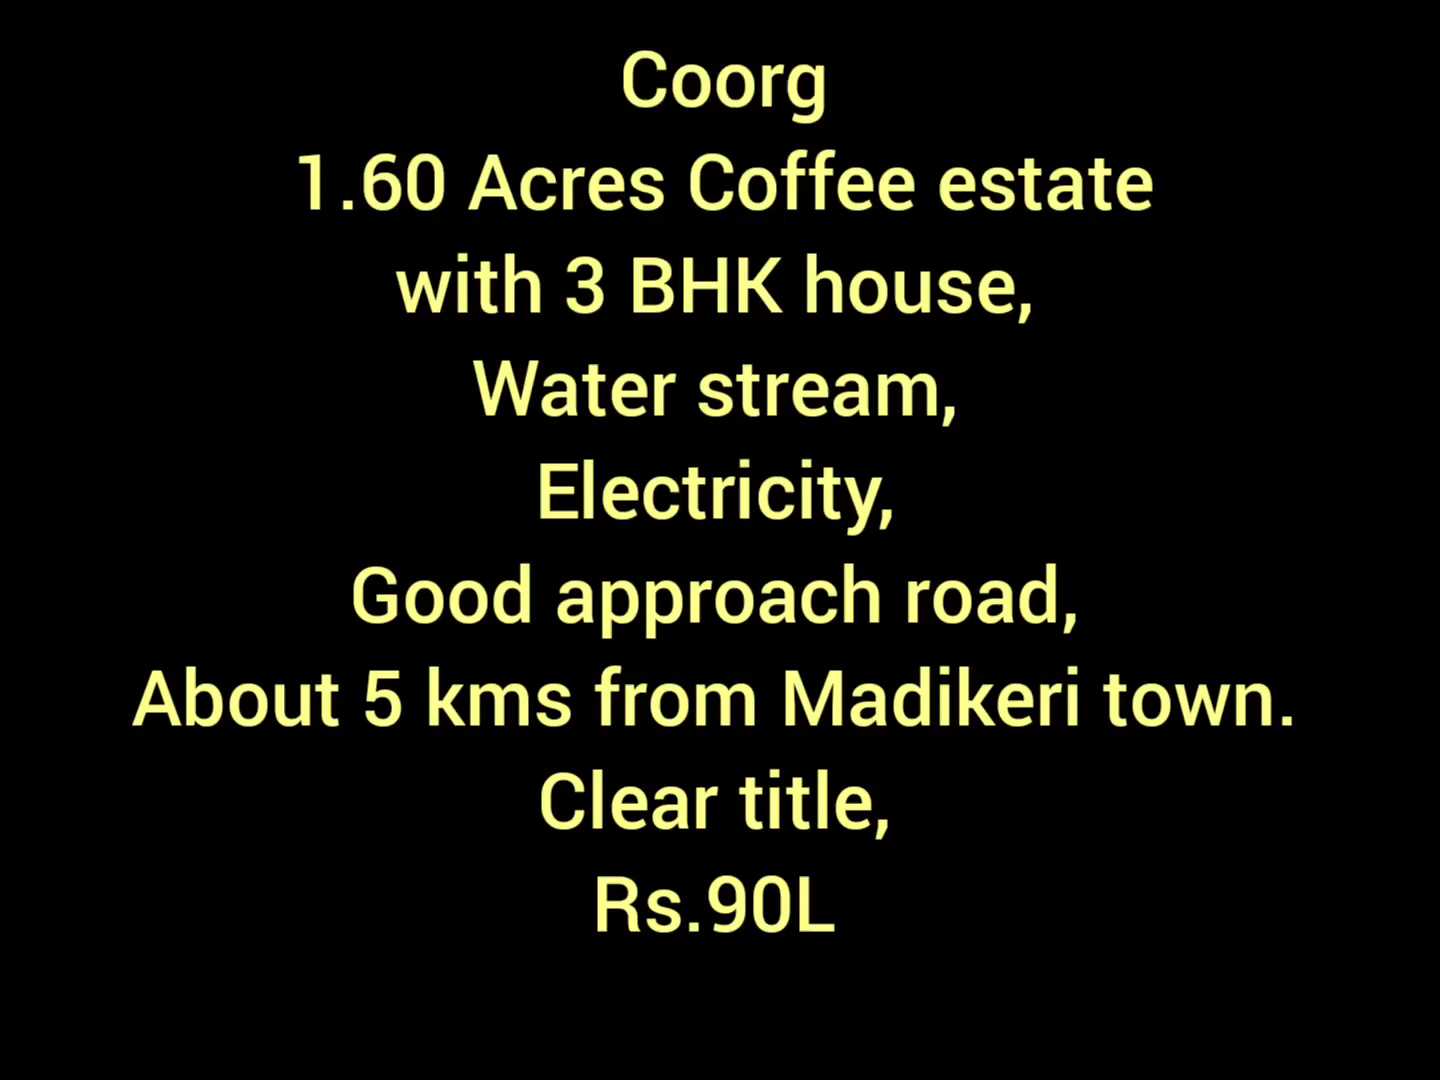 Coorg
1.60 Acres Coffee estate
with 3 BHK house,
Water stream,
Electricity,
Good approach road,
About 5 kms from Madikeri town.
Clear title,
Rs.90L